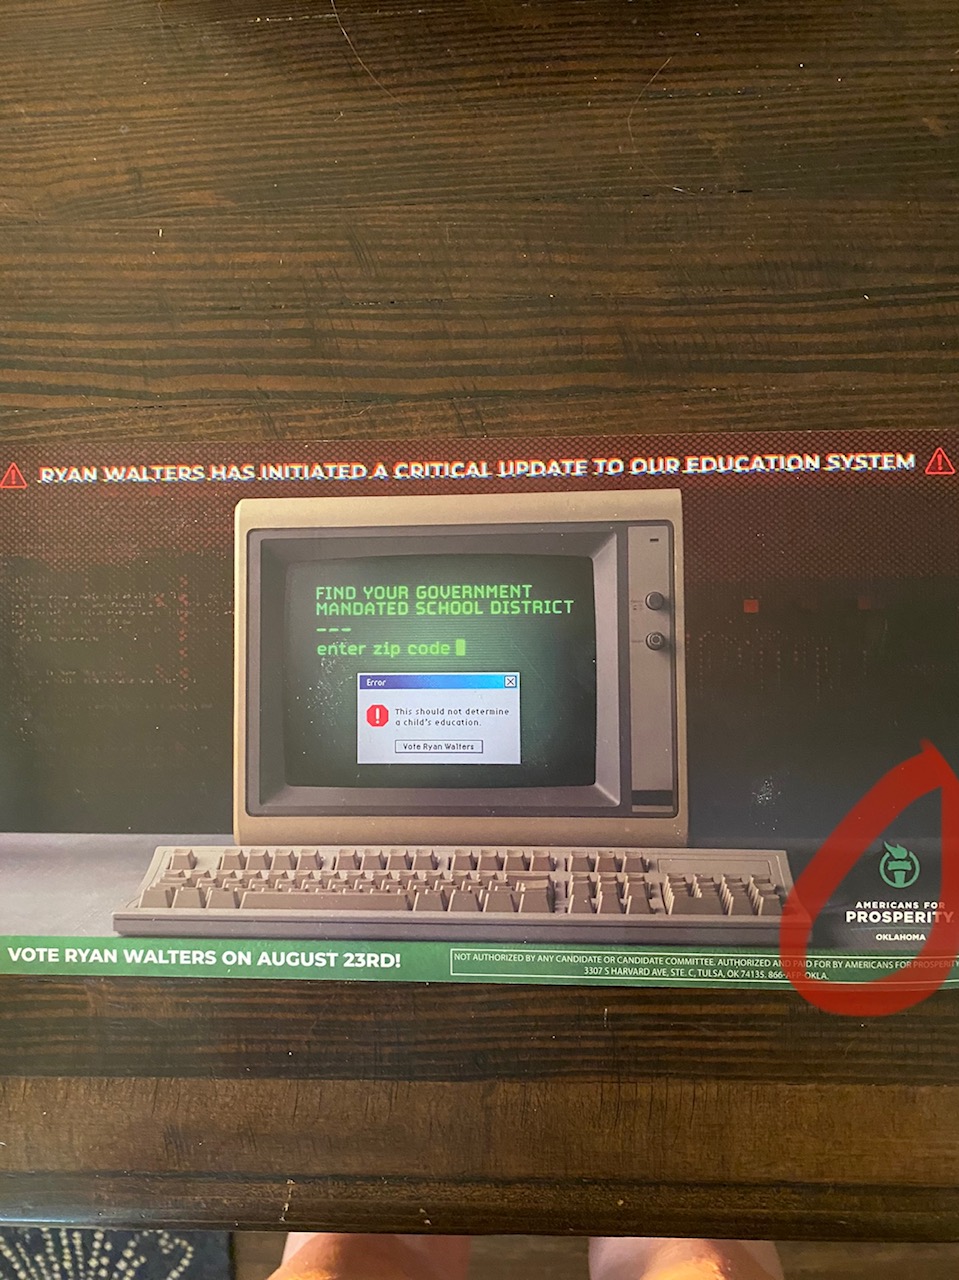 RYAN WALTERS HAS INITIATED A CRITICAL UPDATE TO OUR EDUCATION SYSTEM
FIND YOUR GOVERNMENT
MANDATED SCHOOL DISTRICT
---
enter zip code
Error
This should not determine
a child's education.
Vote Ryan Walters
AMERICANS FOR
PROSPERITY
OKLAHOMA
VOTE RYAN WALTERS ON AUGUST 23RD!
NOT AUTHORIZED BY ANY CANDIDATE OR CANDIDATE COMMITTEE. AUTHORIZED AND PAID FOR BY AMERICANS FOR PROSPERITY
3307 S HARVARD AVE, STE. C, TULSA, OK 74135. 866-AFP-OKLA.